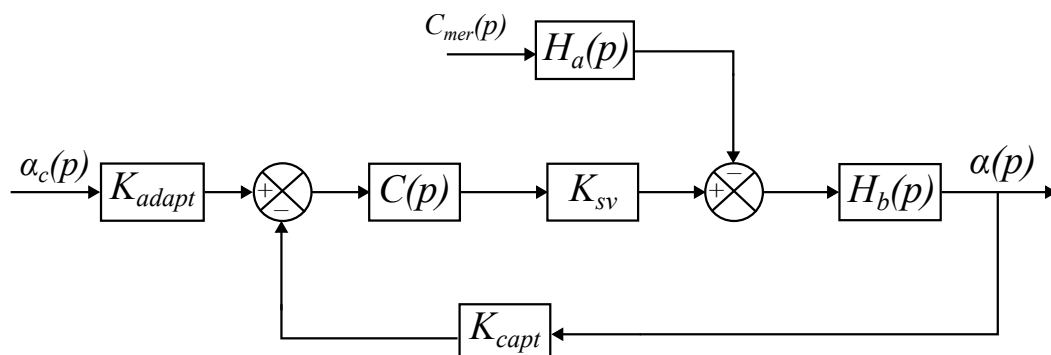 C_mer(p)
H_a(p)
α_c(p)
K_adapt
+
−
C(p)
K_sv
+
−
H_b(p)
α(p)
K_capt